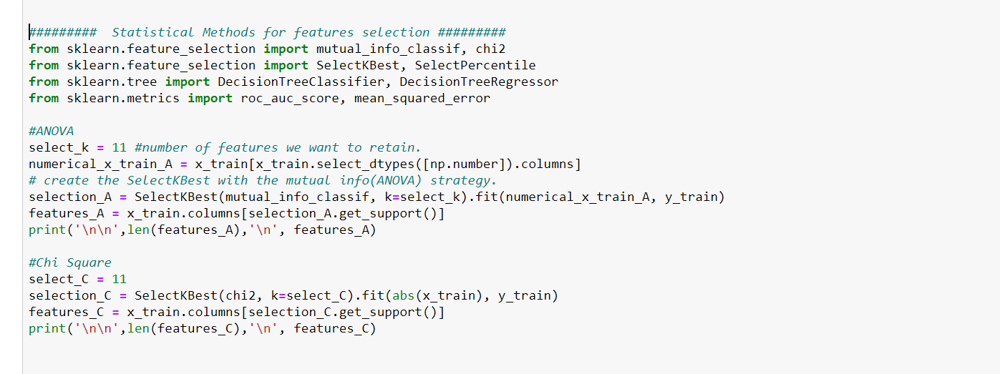 ######### Statistical Methods for features selection #########
from sklearn.feature_selection import mutual_info_classif, chi2
from sklearn.feature_selection import SelectKBest, SelectPercentile
from sklearn.tree import DecisionTreeClassifier, DecisionTreeRegressor
from sklearn.metrics import roc_auc_score, mean_squared_error
#ANOVA
select_k = 11 #number of features we want to retain.
numerical_x_train_A = x_train[x_train.select_dtypes([np.number]).columns]
# create the SelectKBest with the mutual info(ANOVA) strategy.
selection_A = SelectKBest(mutual_info_classif, k=select_k).fit(numerical_x_train_A, y_train)
features_A = x_train.columns[selection_A.get_support()]
print('\n\n',len(features_A),'\n', features_A)
#Chi Square
select_C = 11
selection_C = SelectKBest(chi2, k=select_C).fit(abs(x_train), y_train)
features_C = x_train.columns[selection_C.get_support()]
print('\n\n',len(features_C),'\n', features_C)